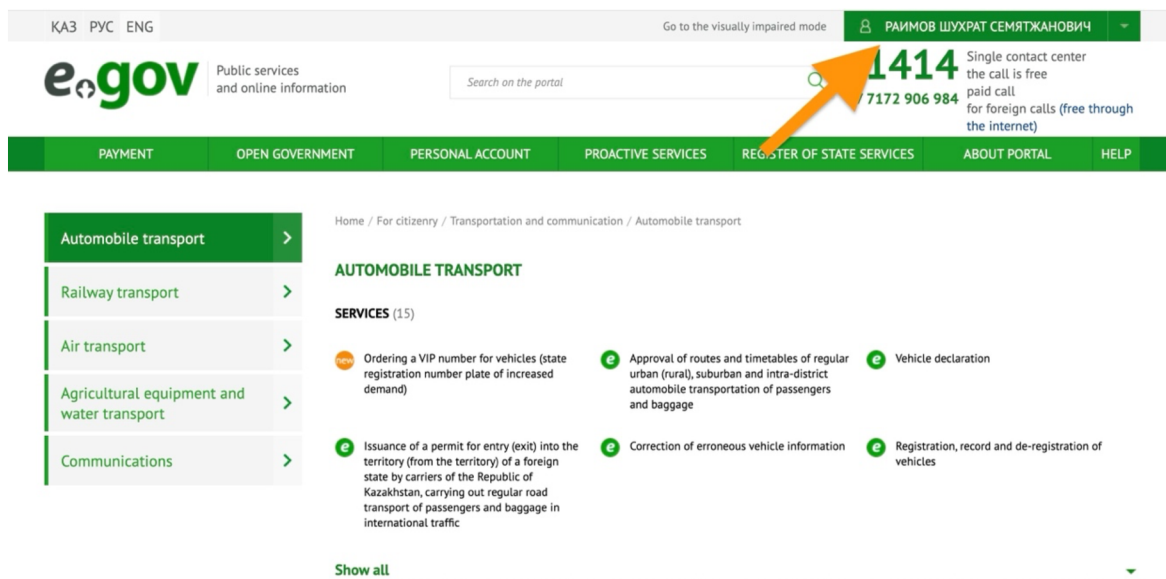 ҚАЗ РУС ENG
Go to the visually impaired mode
РАИМОВ ШУХРАТ СЕМЯТЖАНОВИЧ
e gov
Public services
and online information
Search on the portal
1414
7 7172 906 984
Single contact center
the call is free
paid call
for foreign calls (free through
the internet)
PAYMENT OPEN GOVERNMENT PERSONAL ACCOUNT PROACTIVE SERVICES REGISTER OF STATE SERVICES ABOUT PORTAL HELP
Automobile transport
Railway transport
Air transport
Agricultural equipment and
water transport
Communications
Home / For citizenry / Transportation and communication / Automobile transport
AUTOMOBILE TRANSPORT
SERVICES (15)
new
Ordering a VIP number for vehicles (state
registration number plate of increased
demand)
e
Approval of routes and timetables of regular
urban (rural), suburban and intra-district
automobile transportation of passengers
and baggage
e
Vehicle declaration
e
Issuance of a permit for entry (exit) into the
territory (from the territory) of a foreign
state by carriers of the Republic of
Kazakhstan, carrying out regular road
transport of passengers and baggage in
international traffic
e
Correction of erroneous vehicle information
e
Registration, record and de-registration of
vehicles
Show all